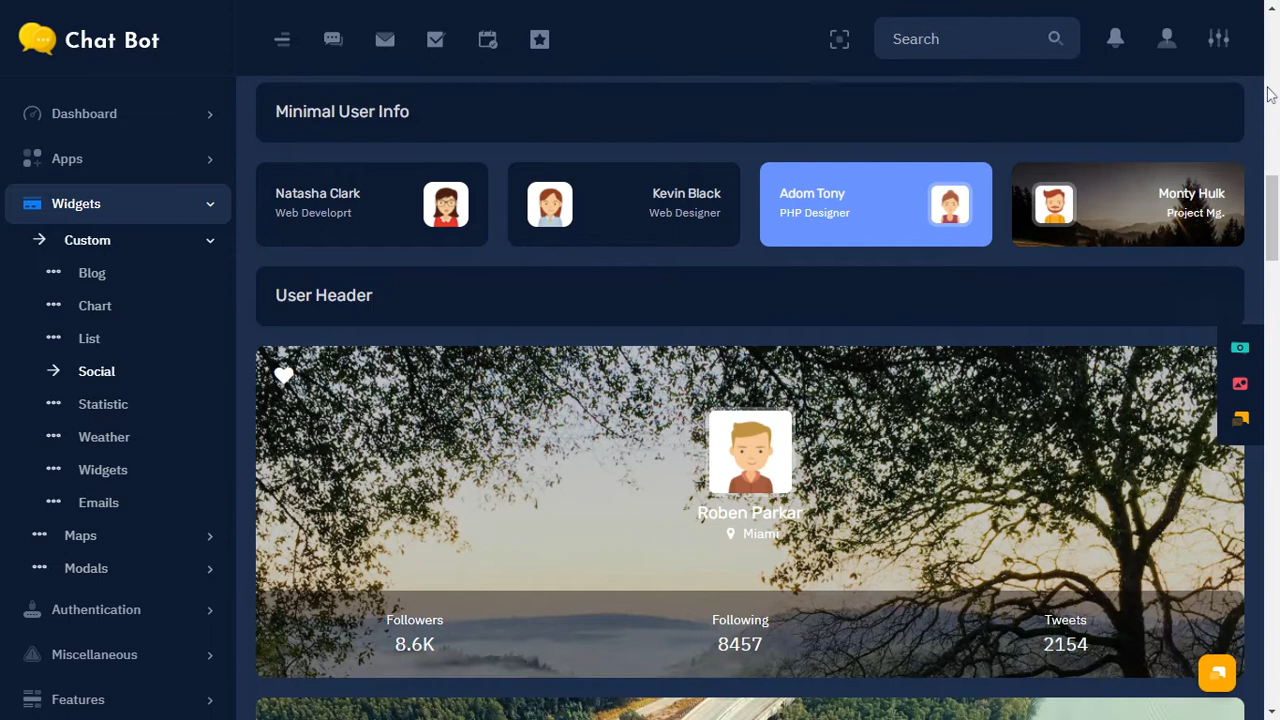 Chat Bot
Search
Dashboard
Apps
Widgets
Custom
Blog
Chart
List
Social
Statistic
Weather
Widgets
Emails
Maps
Modals
Authentication
Miscellaneous
Features
Minimal User Info
Natasha Clark
Web Developrt
Kevin Black
Web Designer
Adom Tony
PHP Designer
Monty Hulk
Project Mg.
User Header
Roben Parkar
Miami
Followers
8.6K
Following
8457
Tweets
2154